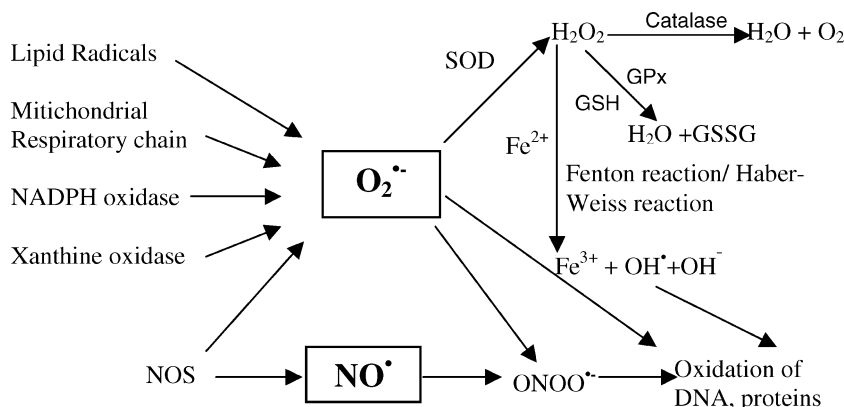 Lipid Radicals
Mitichondrial
Respiratory chain
NADPH oxidase
Xanthine oxidase
NOS
O₂•-
NO•
SOD
H₂O₂
Catalase
H₂O + O₂
GPx
GSH
H₂O +GSSG
Fe²⁺
Fenton reaction/ Haber-
Weiss reaction
Fe³⁺ + OH•+OH⁻
ONOO•-
Oxidation of
DNA, proteins